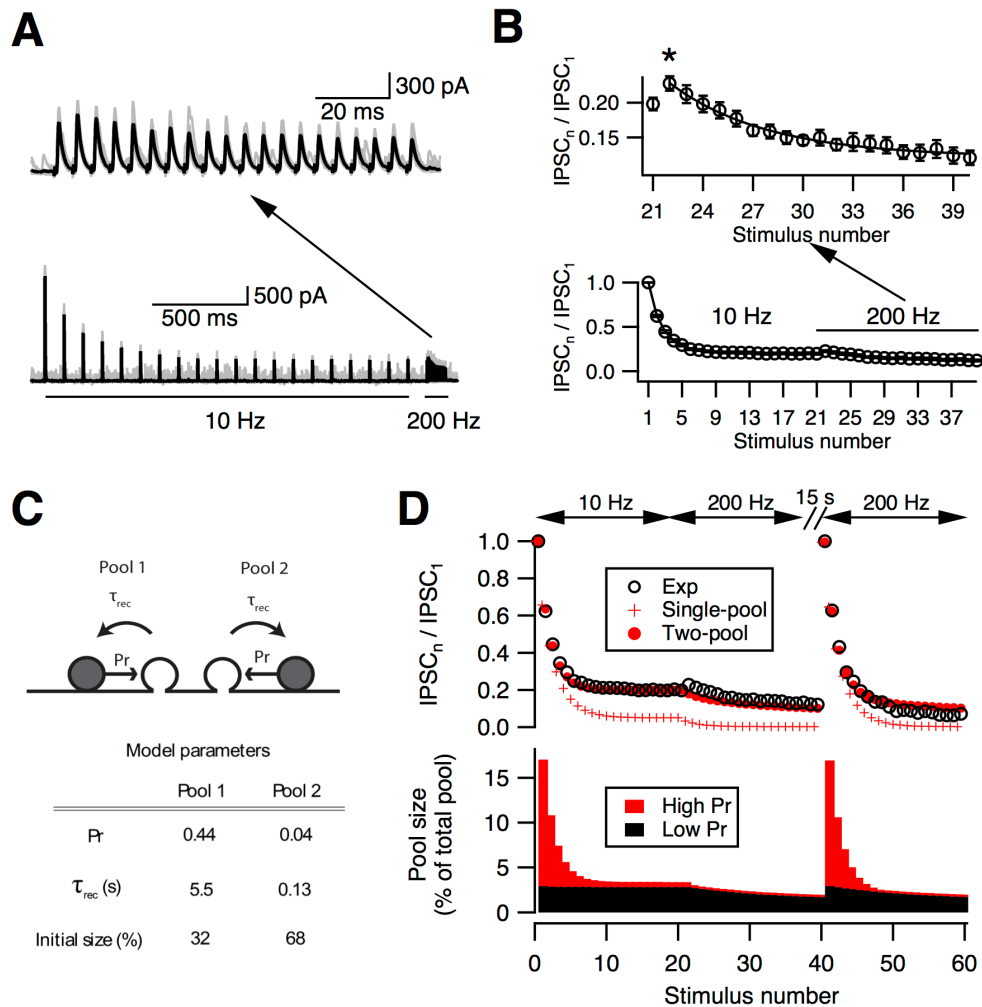 A
300 pA
20 ms
500 pA
500 ms
10 Hz
200 Hz
B
*
IPSCn / IPSC1
0.20
0.15
21 24 27 30 33 36 39
Stimulus number
IPSCn / IPSC1
1.0
0.5
0.0
10 Hz
200 Hz
1 5 9 13 17 21 25 29 33 37
Stimulus number
C
Pool 1
Pool 2
τrec
τrec
Pr
Pr
Model parameters
Pool 1 Pool 2
Pr 0.44 0.04
τrec (s) 5.5 0.13
Initial size (%) 32 68
D
10 Hz
200 Hz
15 s
200 Hz
IPSCn / IPSC1
1.0
0.8
0.6
0.4
0.2
0.0
Exp
Single-pool
Two-pool
Pool size
(% of total pool)
15
10
5
0
High Pr
Low Pr
0 10 20 30 40 50 60
Stimulus number